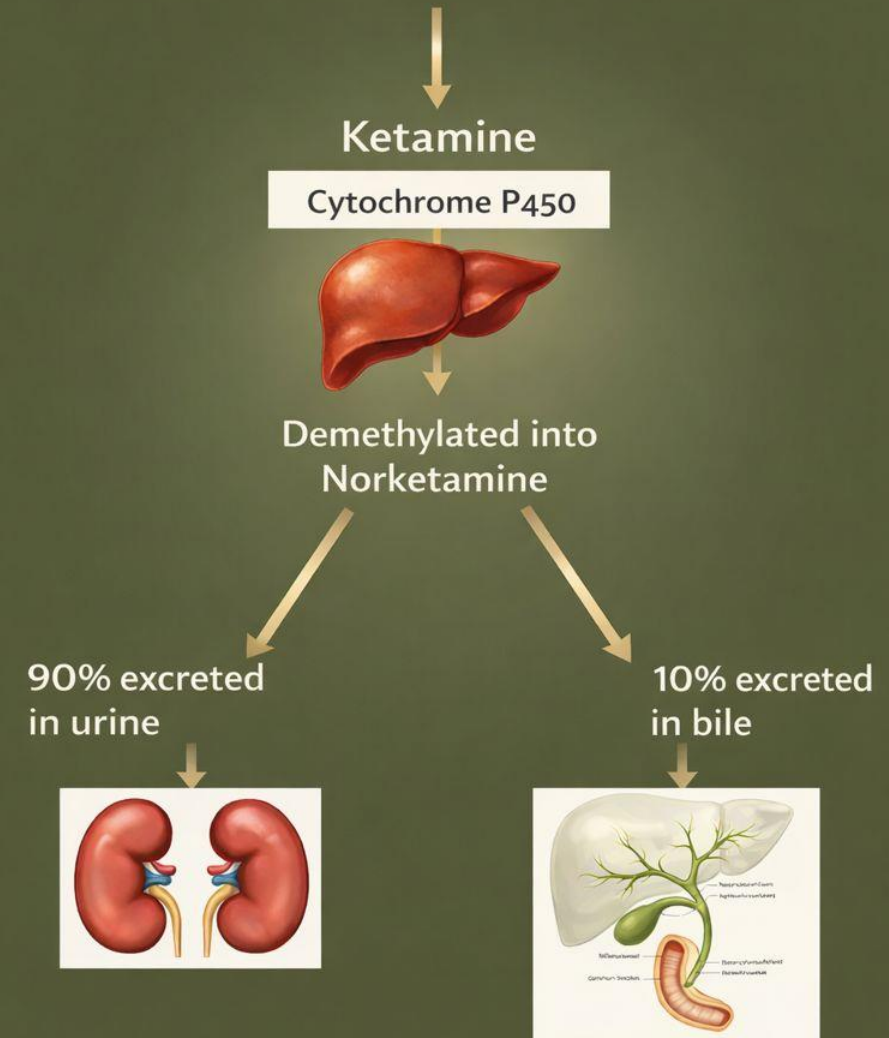 Ketamine
Cytochrome P450
Demethylated into
Norketamine
90% excreted
in urine
10% excreted
in bile